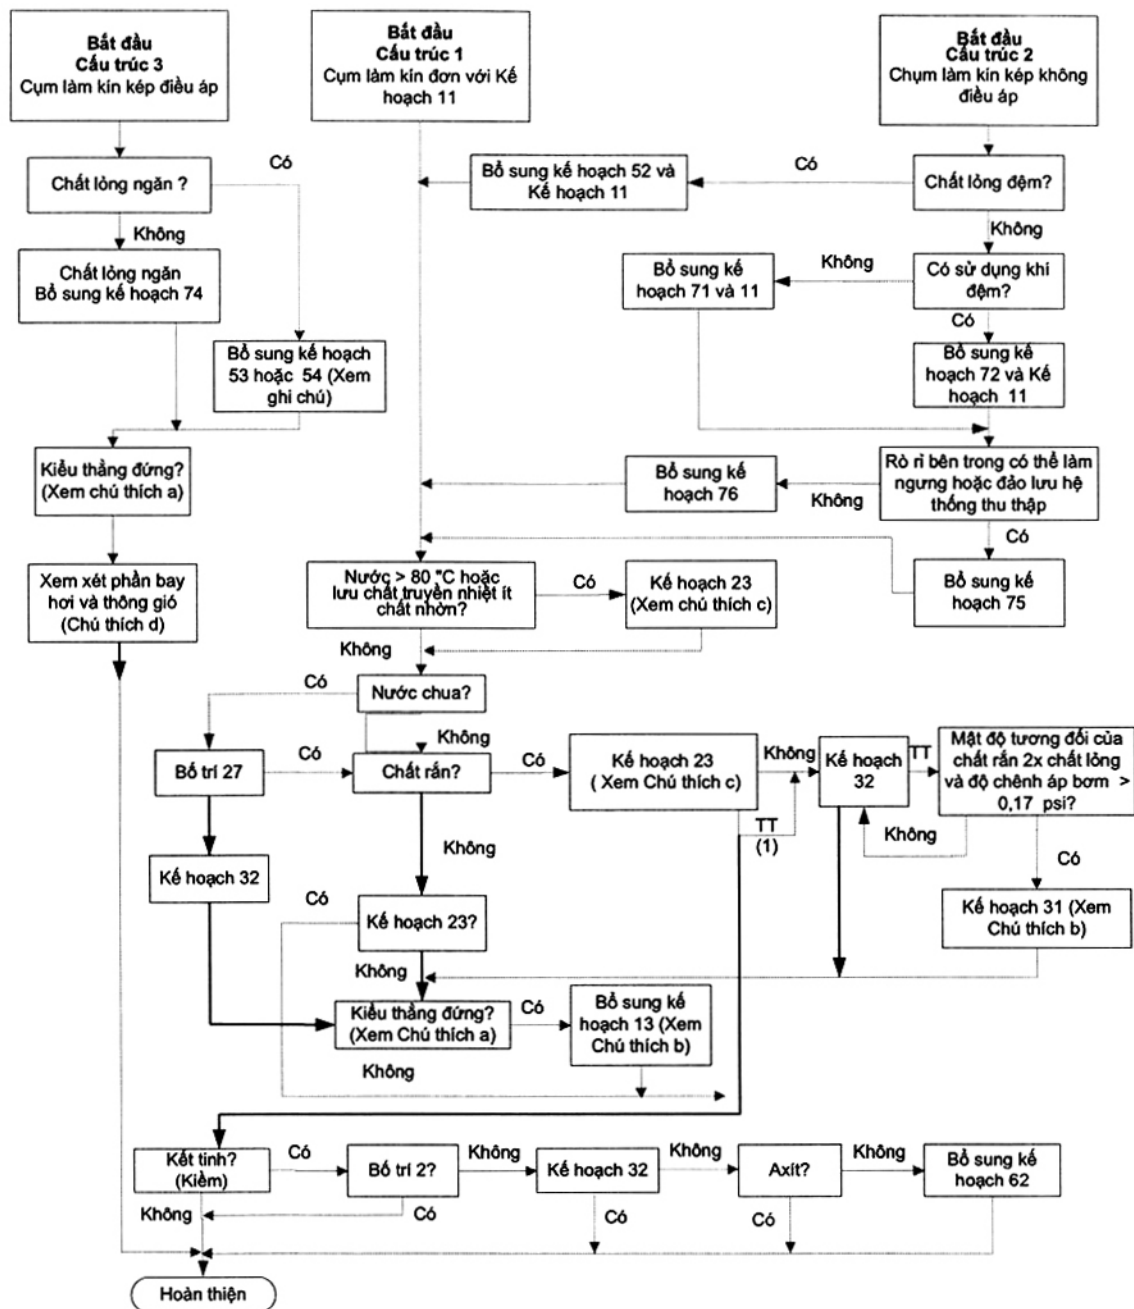 Bắt đầu
Cấu trúc 3
Cụm làm kín kép điều áp
Bắt đầu
Cấu trúc 1
Cụm làm kín đơn với Kế
hoạch 11
Bắt đầu
Cấu trúc 2
Chụm làm kín kép không
điều áp
Chất lỏng ngăn ?
Có
Bổ sung kế hoạch 52 và
Kế hoạch 11
Có
Chất lỏng đệm?
Không
Không
Chất lỏng ngăn
Bổ sung kế hoạch 74
Bổ sung kế
hoạch 71 và 11
Không
Có sử dụng khi
đệm?
Có
Bổ sung kế hoạch
53 hoặc 54 (Xem
ghi chú)
Bổ sung kế
hoạch 72 và Kế
hoạch 11
Kiểu thẳng đứng?
(Xem chú thích a)
Bổ sung kế
hoạch 76
Không
Rò rỉ bên trong có thể làm
ngưng hoặc đảo lưu hệ
thống thu thập
Có
Xem xét phần bay
hơi và thông gió
(Chú thích d)
Nước > 80 °C hoặc
lưu chất truyền nhiệt ít
chất nhờn?
Có
Kế hoạch 23
(Xem chú thích c)
Bổ sung kế
hoạch 75
Không
Có
Nước chua?
Không
Bố trí 27
Có
Chất rắn?
Có
Kế hoạch 23
( Xem Chú thích c)
Không
Kế hoạch
32
TT
Mật độ tương đối của
chất rắn 2x chất lỏng
và độ chênh áp bơm >
0,17 psi?
TT
(1)
Không
Có
Không
Kế hoạch 32
Có
Kế hoạch 23?
Kế hoạch 31 (Xem
Chú thích b)
Không
Kiểu thẳng đứng?
(Xem Chú thích a)
Có
Bổ sung kế
hoạch 13 (Xem
Chú thích b)
Không
Kết tinh?
(Kiềm)
Có
Bố trí 2?
Không
Kế hoạch 32
Không
Axít?
Không
Bổ sung kế
hoạch 62
Không
Có
Có
Có
Hoàn thiện